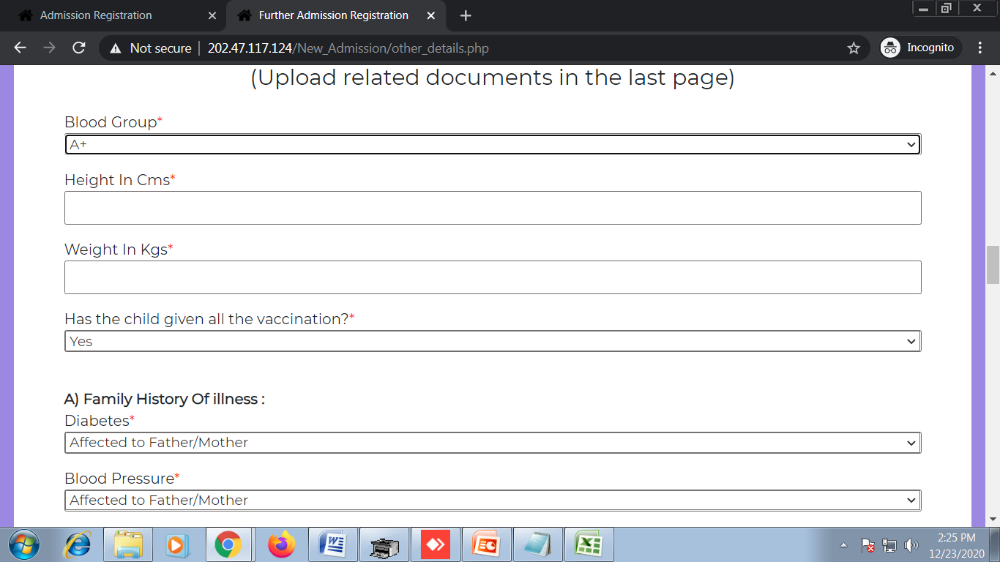 Admission Registration
Further Admission Registration
Not secure
202.47.117.124/New_Admission/other_details.php
Incognito
(Upload related documents in the last page)
Blood Group*
A+
Height In Cms*
Weight In Kgs*
Has the child given all the vaccination?*
Yes
A) Family History Of illness :
Diabetes*
Affected to Father/Mother
Blood Pressure*
Affected to Father/Mother
2:25 PM
12/23/2020